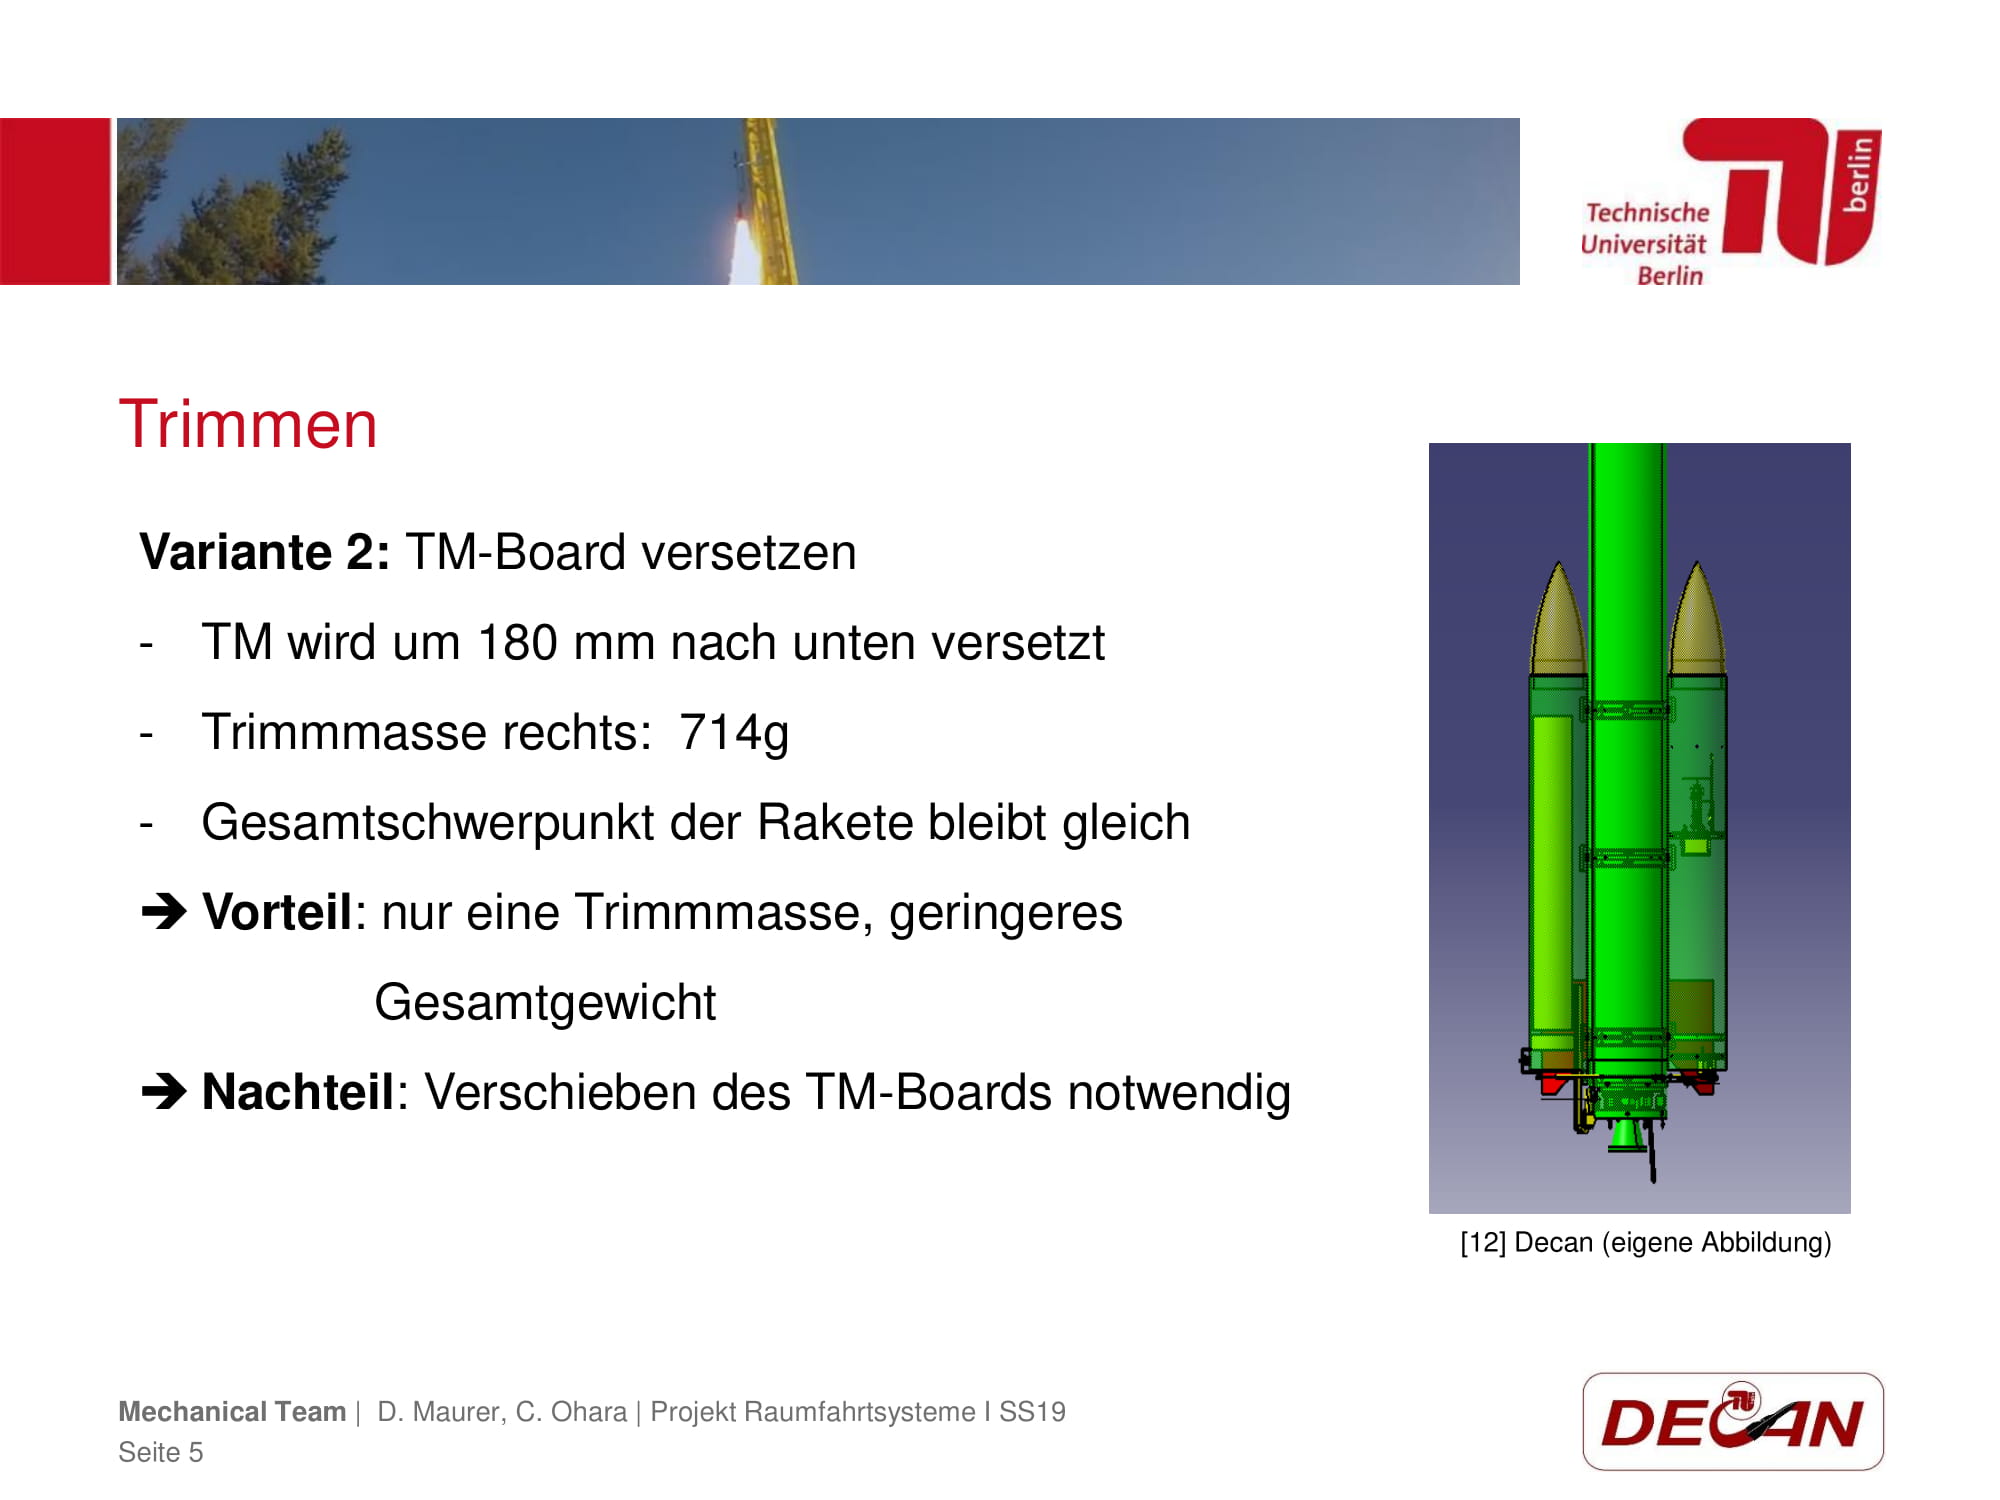 Technische
Universität
Berlin
berlin
Trimmen
Variante 2: TM-Board versetzen
- TM wird um 180 mm nach unten versetzt
- Trimmmasse rechts: 714g
- Gesamtschwerpunkt der Rakete bleibt gleich
➔ Vorteil: nur eine Trimmmasse, geringeres
Gesamtgewicht
➔ Nachteil: Verschieben des TM-Boards notwendig
[12] Decan (eigene Abbildung)
Mechanical Team | D. Maurer, C. Ohara | Projekt Raumfahrtsysteme I SS19
Seite 5
DECAN